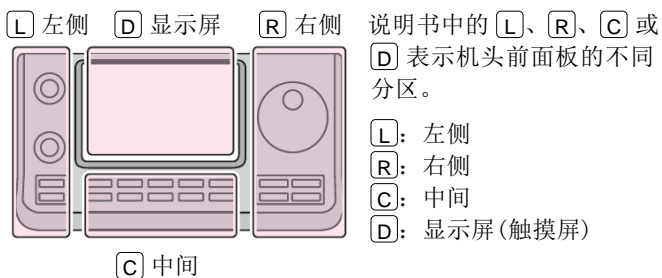 L 左侧 D 显示屏 R 右侧
C 中间
说明书中的 L、R、C 或
D 表示机头前面板的不同
分区。
L：左侧
R：右侧
C：中间
D：显示屏(触摸屏)